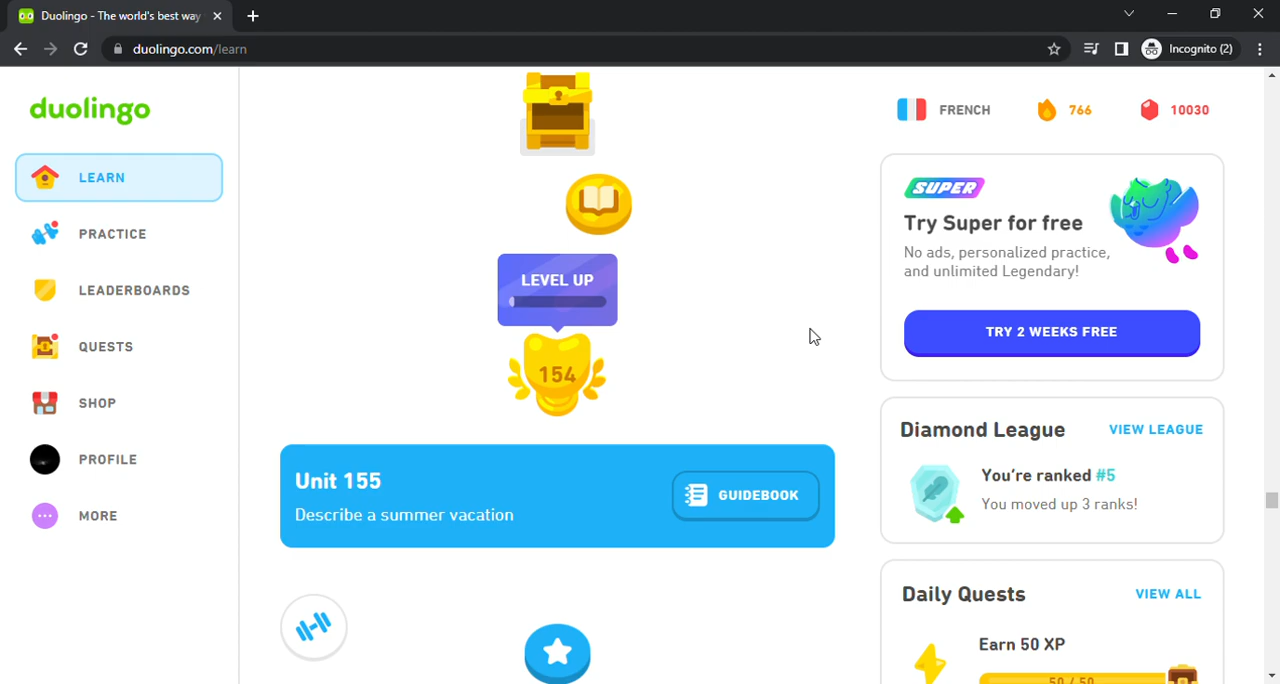 Duolingo - The world's best way
duolingo.com/learn
Incognito (2)
duolingo
LEARN
PRACTICE
LEADERBOARDS
QUESTS
SHOP
PROFILE
MORE
LEVEL UP
154
Unit 155
Describe a summer vacation
GUIDEBOOK
FRENCH
766
10030
SUPER
Try Super for free
No ads, personalized practice,
and unlimited Legendary!
TRY 2 WEEKS FREE
Diamond League
VIEW LEAGUE
You're ranked #5
You moved up 3 ranks!
Daily Quests
VIEW ALL
Earn 50 XP
50 / 50